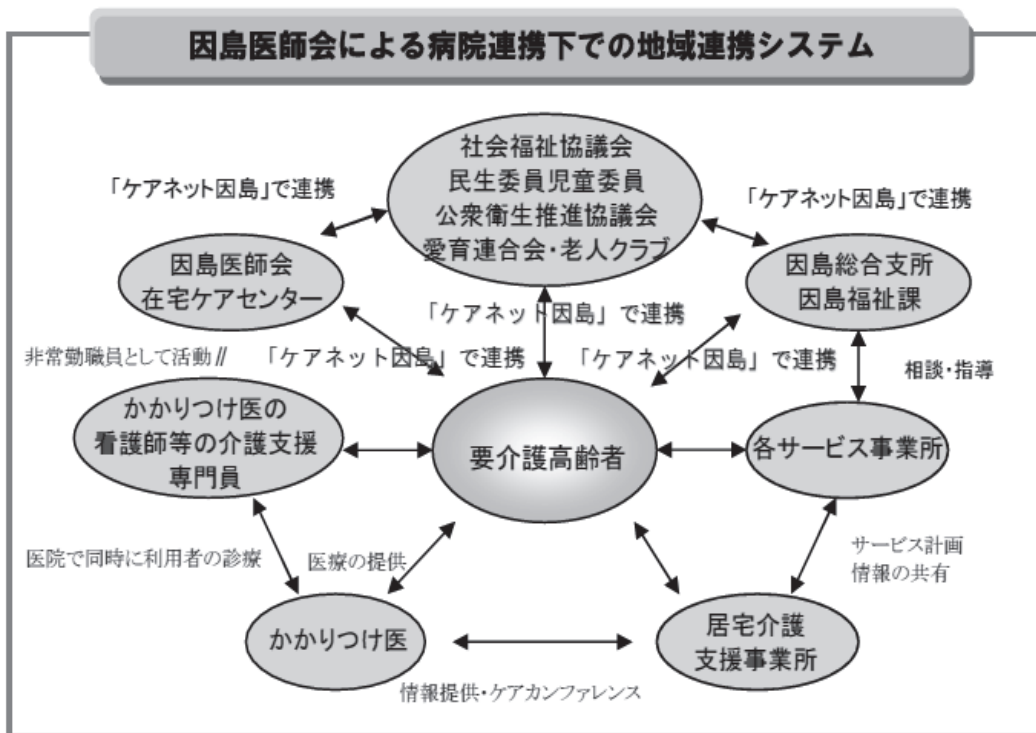 因島医師会による病院連携下での地域連携システム
社会福祉協議会
民生委員児童委員
公衆衛生推進協議会
愛育連合会・老人クラブ
「ケアネット因島」で連携
「ケアネット因島」で連携
因島医師会
在宅ケアセンター
因島総合支所
因島福祉課
「ケアネット因島」で連携
非常勤職員として活動//
「ケアネット因島」で連携
「ケアネット因島」で連携
相談・指導
かかりつけ医の
看護師等の介護支援
専門員
要介護高齢者
各サービス事業所
医院で同時に利用者の診療
医療の提供
サービス計画
情報の共有
かかりつけ医
居宅介護
支援事業所
情報提供・ケアカンファレンス